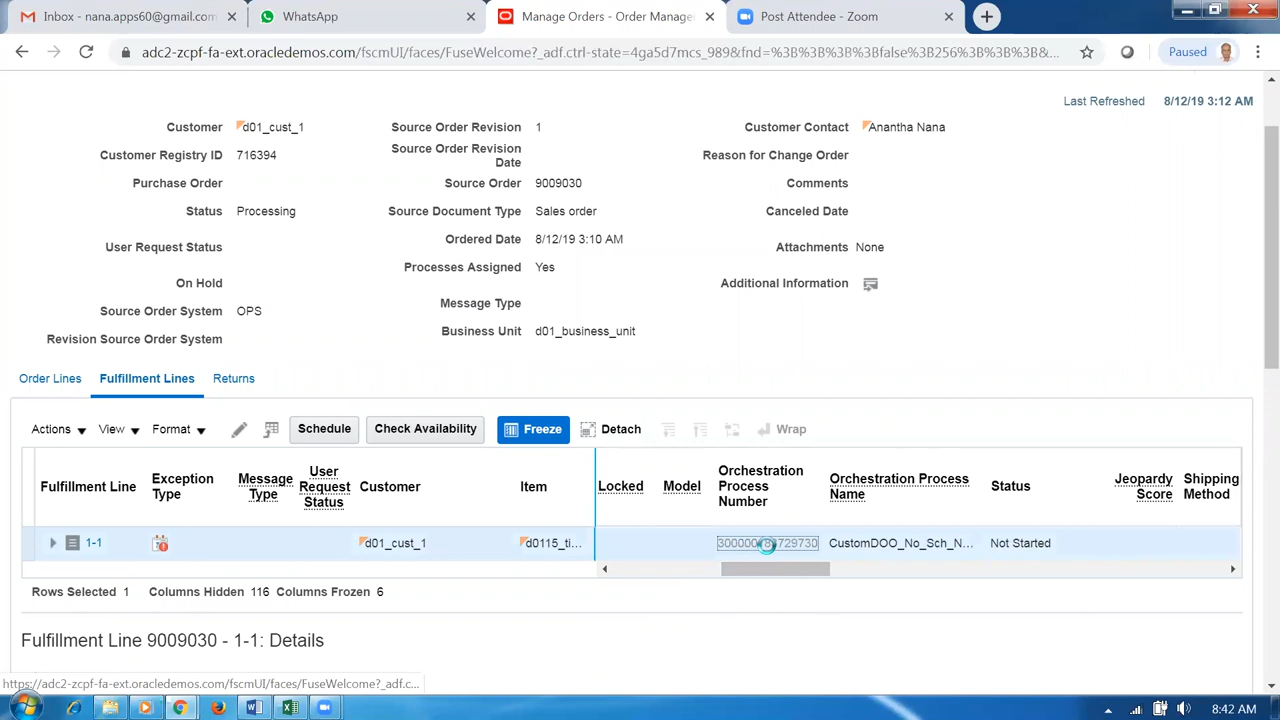 Inbox - nana.apps60@gmail.com
WhatsApp
Manage Orders - Order Manage
Post Attendee - Zoom
adc2-zcpf-fa-ext.oracledemos.com/fscmUI/faces/FuseWelcome?_adf.ctrl-state=4ga5d7mcs_989&fnd=%3B%3B%3B%3Bfalse%3B256%3B%3B%3B&...
Paused
Last Refreshed 8/12/19 3:12 AM
Customer d01_cust_1
Source Order Revision 1
Customer Contact Anantha Nana
Customer Registry ID 716394
Source Order Revision Date
Reason for Change Order
Purchase Order
Source Order 9009030
Comments
Status Processing
Source Document Type Sales order
Canceled Date
User Request Status
Ordered Date 8/12/19 3:10 AM
Attachments None
On Hold
Processes Assigned Yes
Additional Information
Source Order System OPS
Message Type
Revision Source Order System
Business Unit d01_business_unit
Order Lines Fulfillment Lines Returns
Actions View Format Schedule Check Availability Freeze Detach Wrap
Fulfillment Line
Exception Type
Message Type
User Request Status
Customer
Item
Locked
Model
Orchestration Process Number
Orchestration Process Name
Status
Jeopardy Score
Shipping Method
1-1 d01_cust_1 d0115_ti... CustomDOO_No_Sch_N... Not Started
Rows Selected 1 Columns Hidden 116 Columns Frozen 6
Fulfillment Line 9009030 - 1-1: Details
https://adc2-zcpf-fa-ext.oracledemos.com/fscmUI/faces/FuseWelcome?_adf.c...
8:42 AM